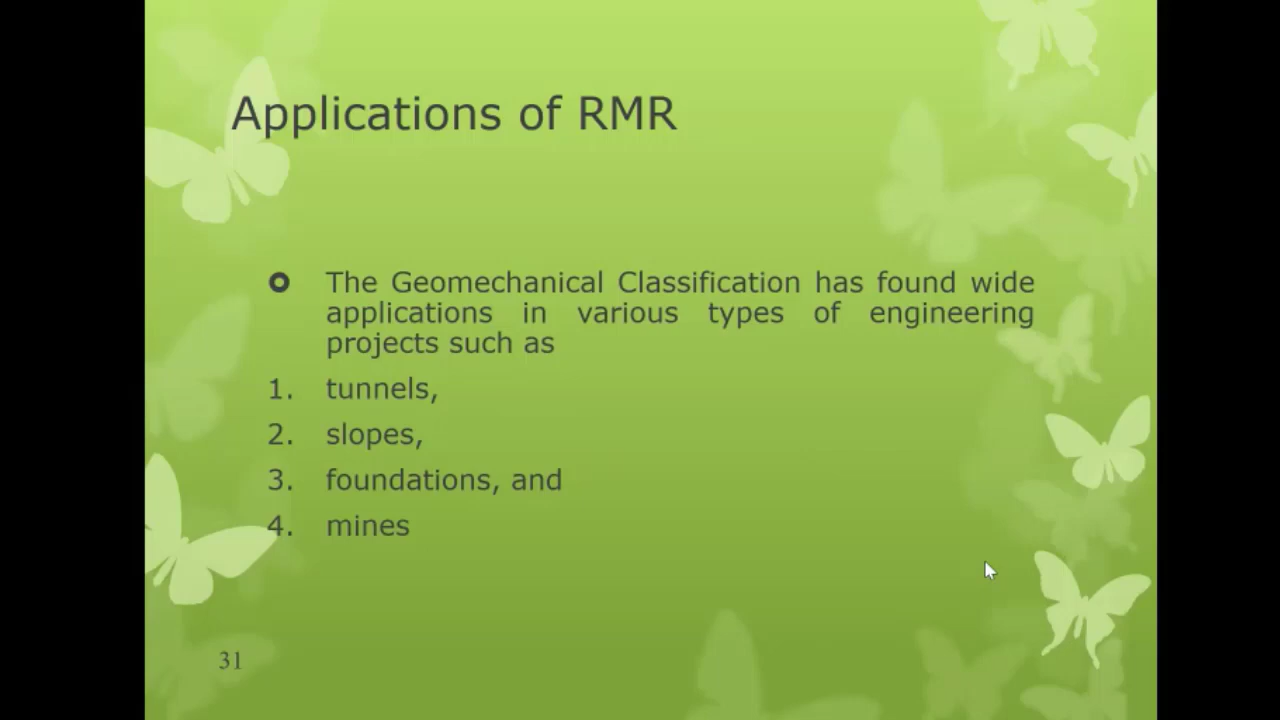 Applications of RMR
The Geomechanical Classification has found wide
applications in various types of engineering
projects such as
1. tunnels,
2. slopes,
3. foundations, and
4. mines
31